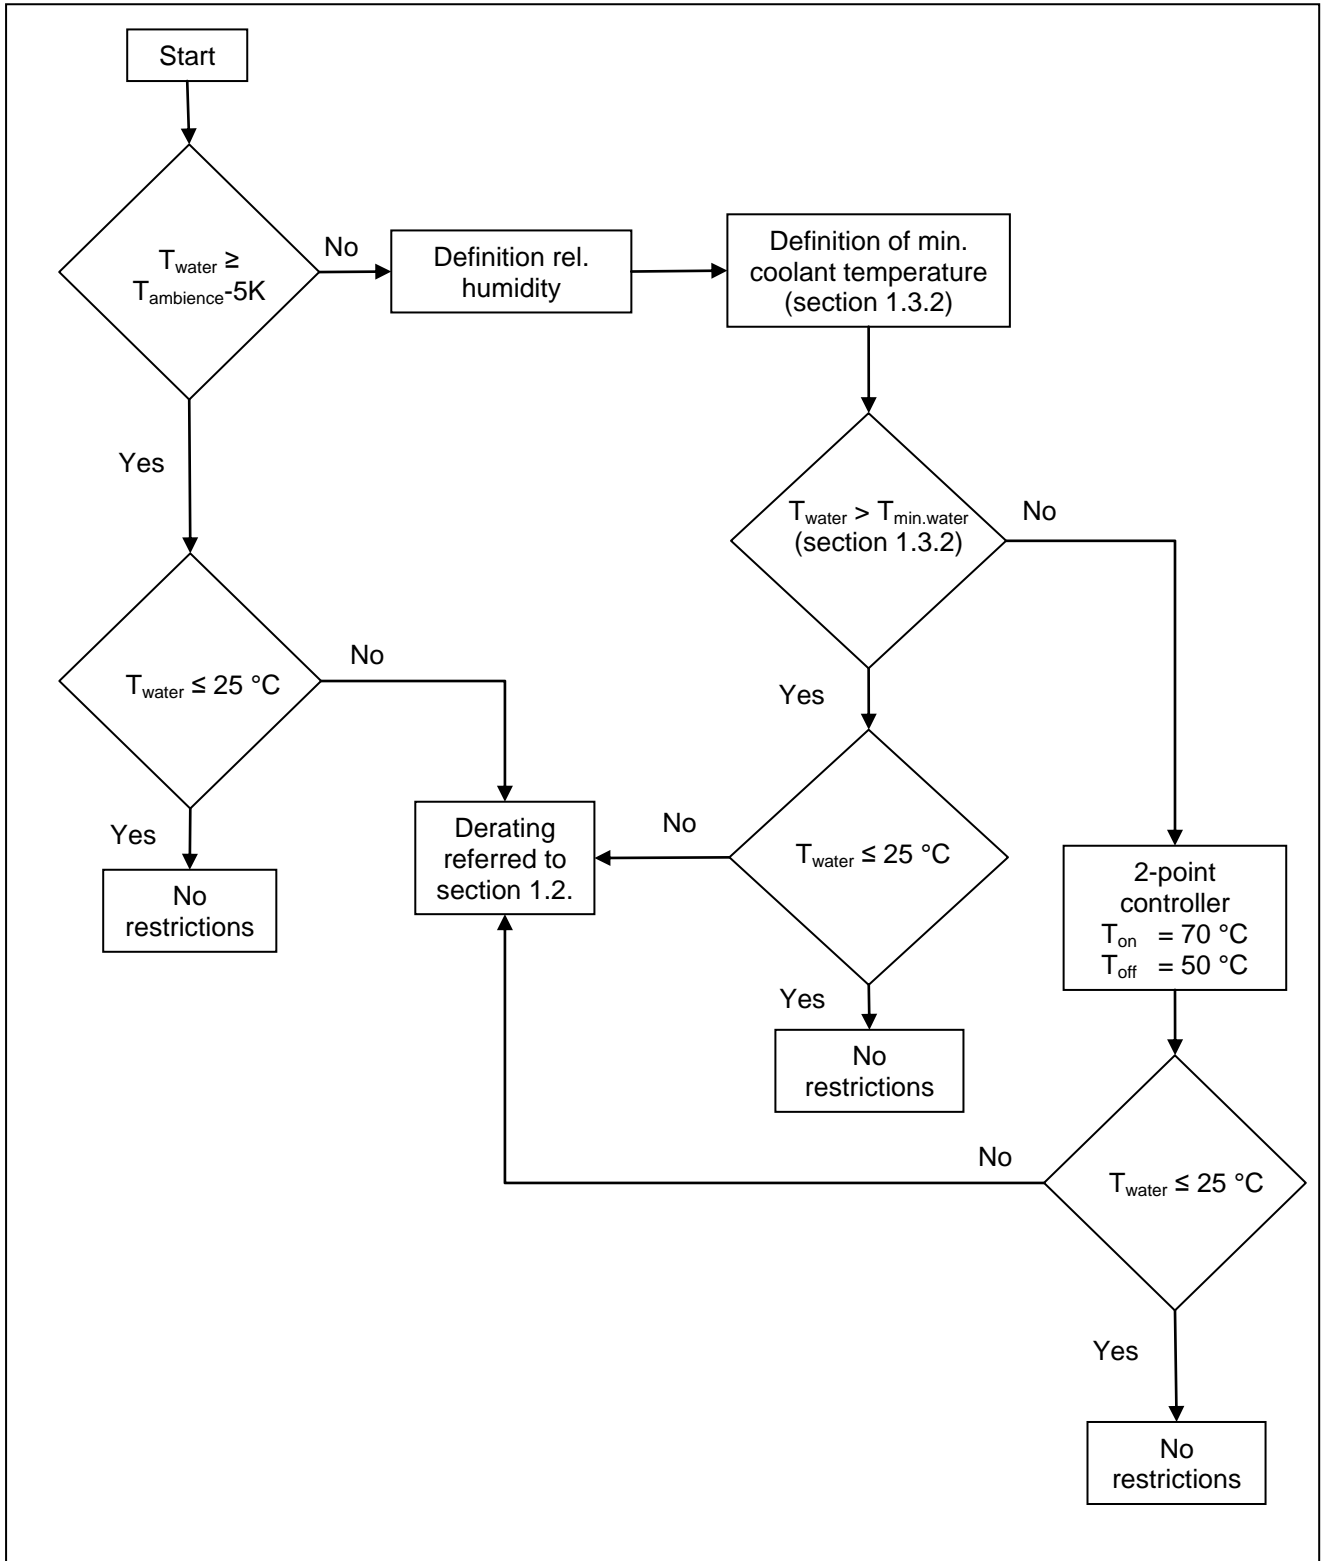 Start
T_water ≥
T_ambience-5K
No
Definition rel.
humidity
Definition of min.
coolant temperature
(section 1.3.2)
Yes
T_water > T_min.water
(section 1.3.2)
No
T_water ≤ 25 °C
No
Yes
Yes
No
restrictions
Derating
referred to
section 1.2.
No
T_water ≤ 25 °C
2-point
controller
T_on = 70 °C
T_off = 50 °C
Yes
No
restrictions
No
T_water ≤ 25 °C
Yes
No
restrictions